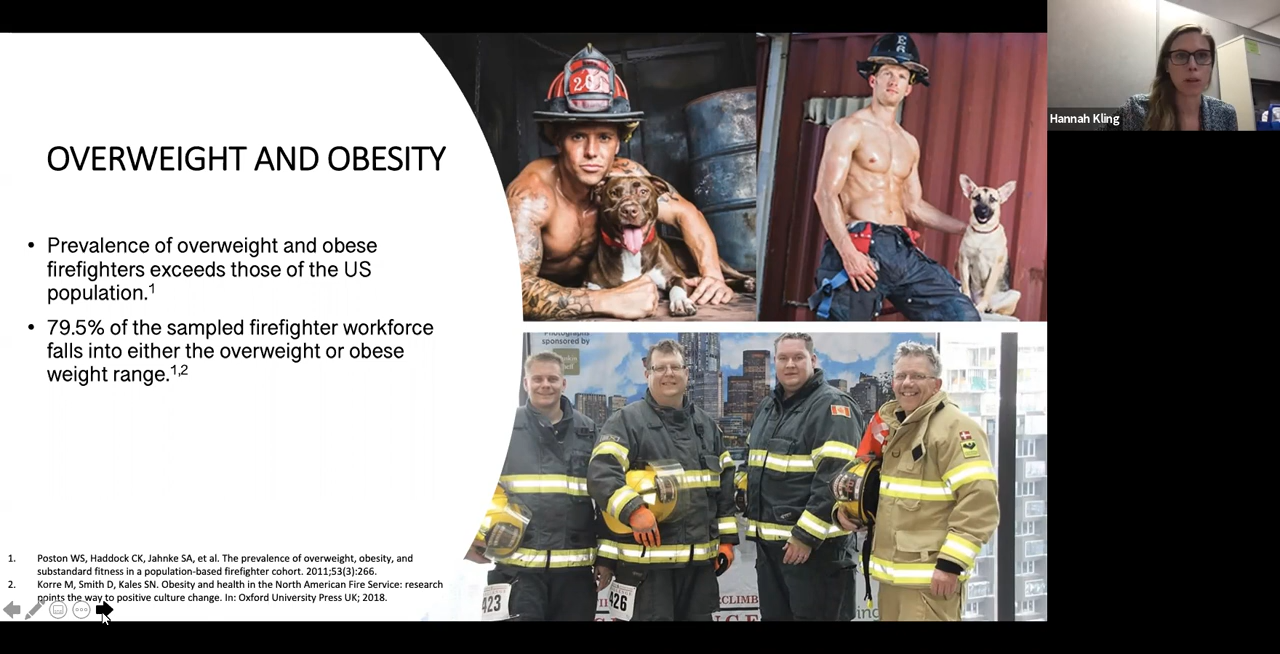 OVERWEIGHT AND OBESITY
• Prevalence of overweight and obese
firefighters exceeds those of the US
population.1
• 79.5% of the sampled firefighter workforce
falls into either the overweight or obese
weight range.1,2
1. Poston WS, Haddock CK, Jahnke SA, et al. The prevalence of overweight, obesity, and
substandard fitness in a population-based firefighter cohort. 2011;53(3):266.
2. Korre M, Smith D, Kales SN. Obesity and health in the North American Fire Service: research
points the way to positive culture change. In: Oxford University Press UK; 2018.
Photographs
sponsored by
923
426
Hannah Kling